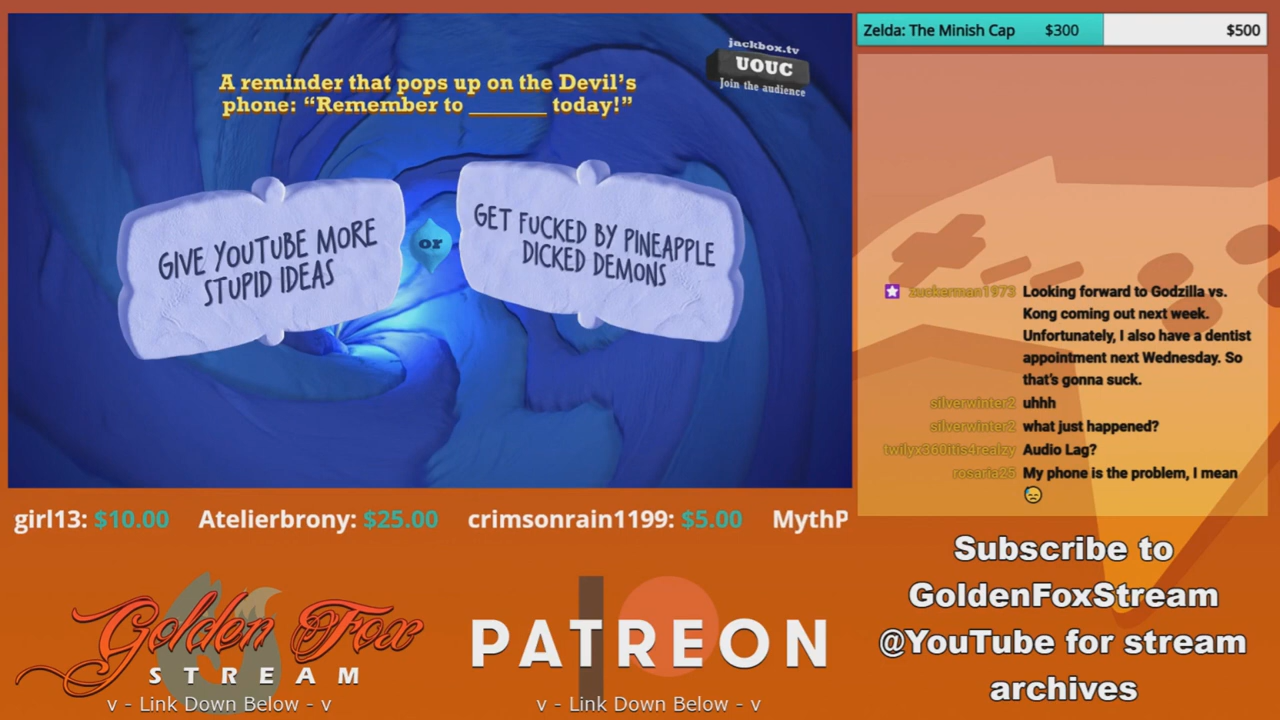 A reminder that pops up on the Devil's
phone: “Remember to _______ today!”
jackbox.tv
UOUC
Join the audience
GIVE YOUTUBE MORE
STUPID IDEAS
or
GET FUCKED BY PINEAPPLE
DICKED DEMONS
Zelda: The Minish Cap $300 $500
zuckerman1973 Looking forward to Godzilla vs.
Kong coming out next week.
Unfortunately, I also have a dentist
appointment next Wednesday. So
that's gonna suck.
silverwinter2 uhhh
silverwinter2 what just happened?
twilyx360itis4realzy Audio Lag?
rosaria25 My phone is the problem, I mean
girl13: $10.00 Atelierbrony: $25.00 crimsonrain1199: $5.00 MythP
Golden Fox
STREAM
v - Link Down Below - v
PATREON
v - Link Down Below - v
Subscribe to
GoldenFoxStream
@YouTube for stream
archives